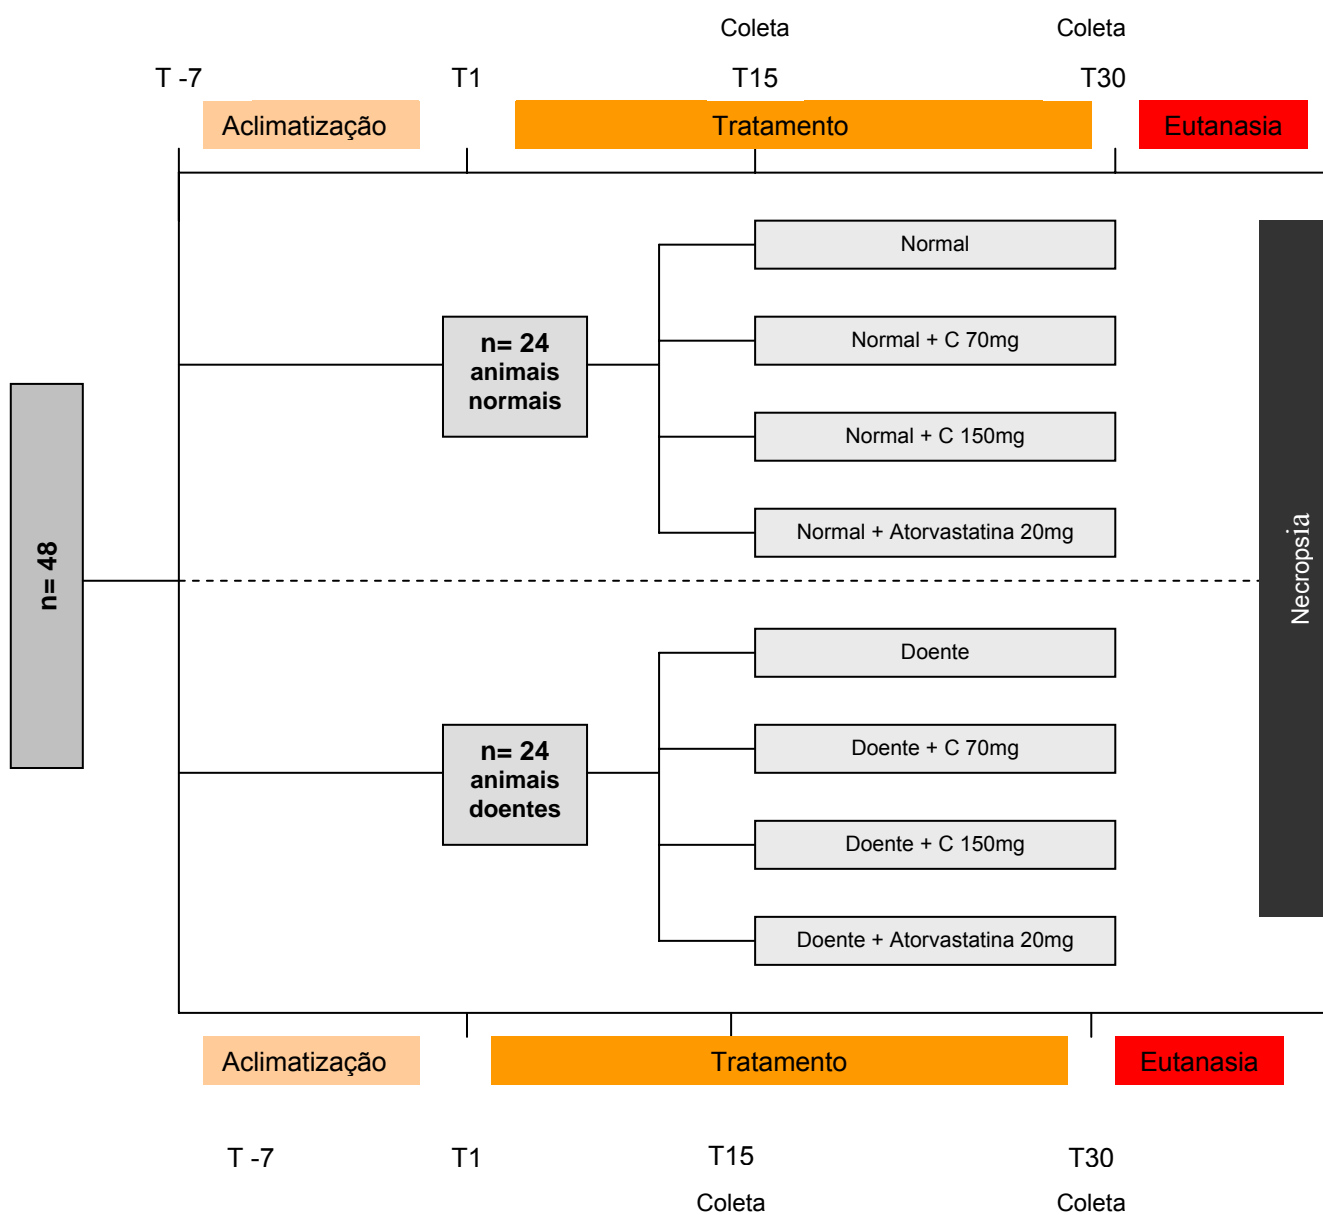 Coleta Coleta
T -7 T1 T15 T30
Aclimatização Tratamento Eutanasia
Normal
n= 24
animais
normais
Normal + C 70mg
Normal + C 150mg
Normal + Atorvastatina 20mg
n= 48
Necropsia
Doente
n= 24
animais
doentes
Doente + C 70mg
Doente + C 150mg
Doente + Atorvastatina 20mg
Aclimatização Tratamento Eutanasia
T -7 T1 T15 T30
Coleta Coleta